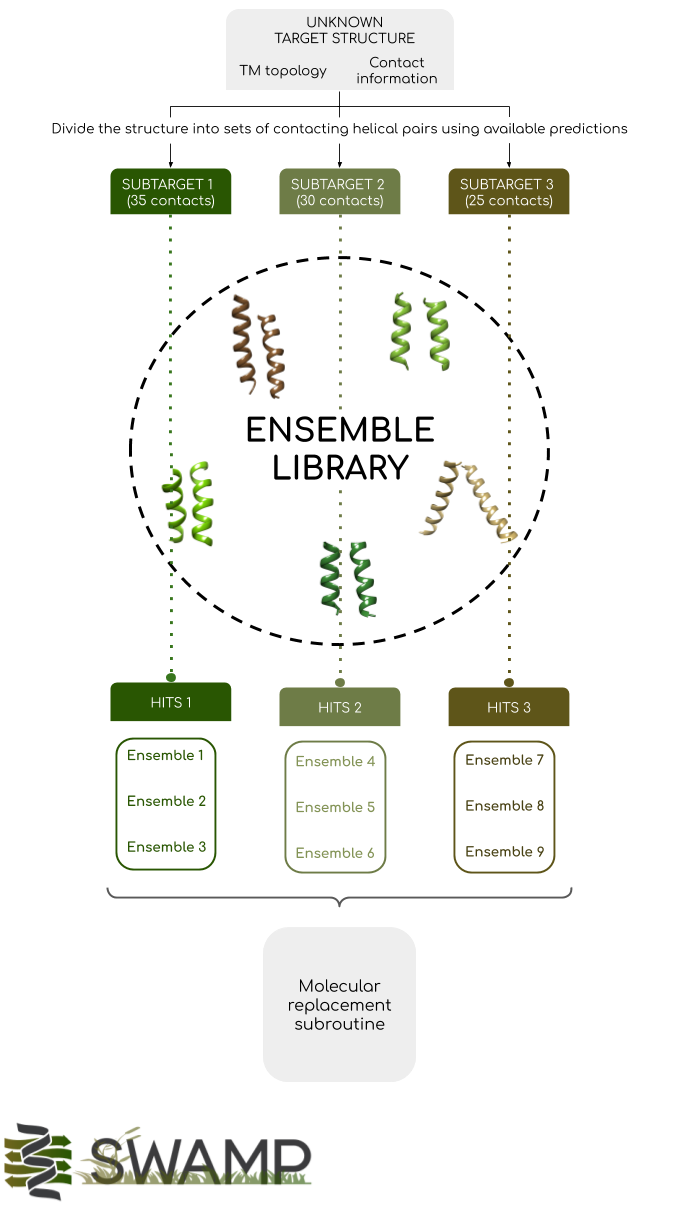 UNKNOWN
TARGET STRUCTURE
TM topology
Contact
information
Divide the structure into sets of contacting helical pairs using available predictions
SUBTARGET 1
(35 contacts)
SUBTARGET 2
(30 contacts)
SUBTARGET 3
(25 contacts)
ENSEMBLE
LIBRARY
HITS 1
HITS 2
HITS 3
Ensemble 1
Ensemble 2
Ensemble 3
Ensemble 4
Ensemble 5
Ensemble 6
Ensemble 7
Ensemble 8
Ensemble 9
Molecular
replacement
subroutine
SWAMP